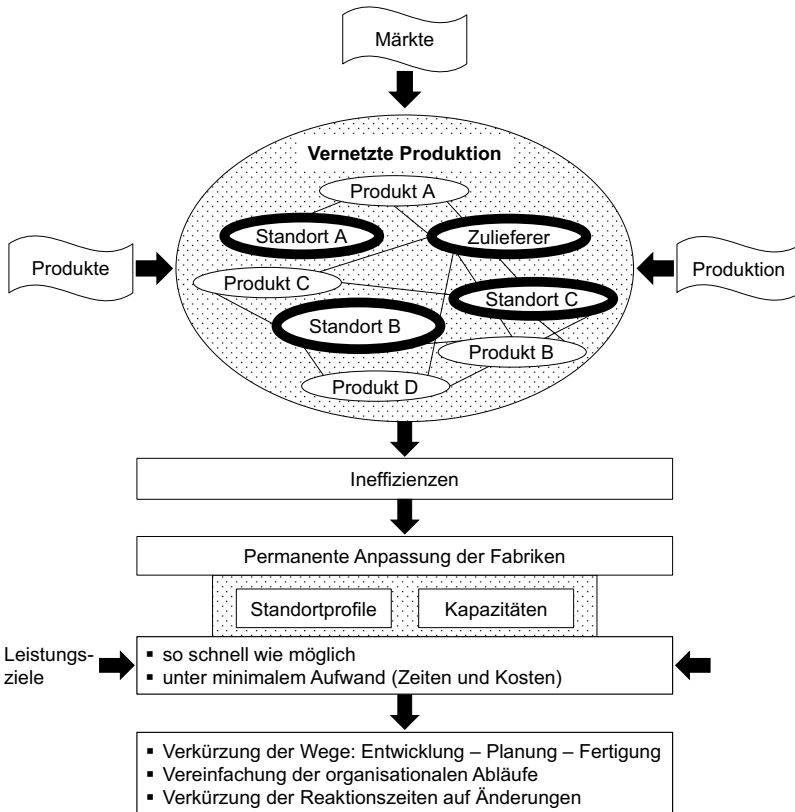 Märkte
Vernetzte Produktion
Produkt A
Standort A
Zulieferer
Produkte
Produktion
Produkt C
Standort C
Standort B
Produkt B
Produkt D
Ineffizienzen
Permanente Anpassung der Fabriken
Standortprofile
Kapazitäten
Leistungs-
ziele
▪ so schnell wie möglich
▪ unter minimalem Aufwand (Zeiten und Kosten)
▪ Verkürzung der Wege: Entwicklung – Planung – Fertigung
▪ Vereinfachung der organisationalen Abläufe
▪ Verkürzung der Reaktionszeiten auf Änderungen